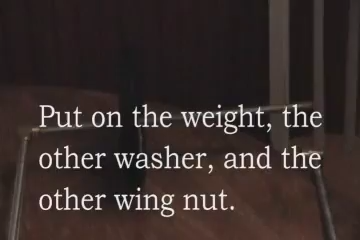 Put on the weight, the
other washer, and the
other wing nut.